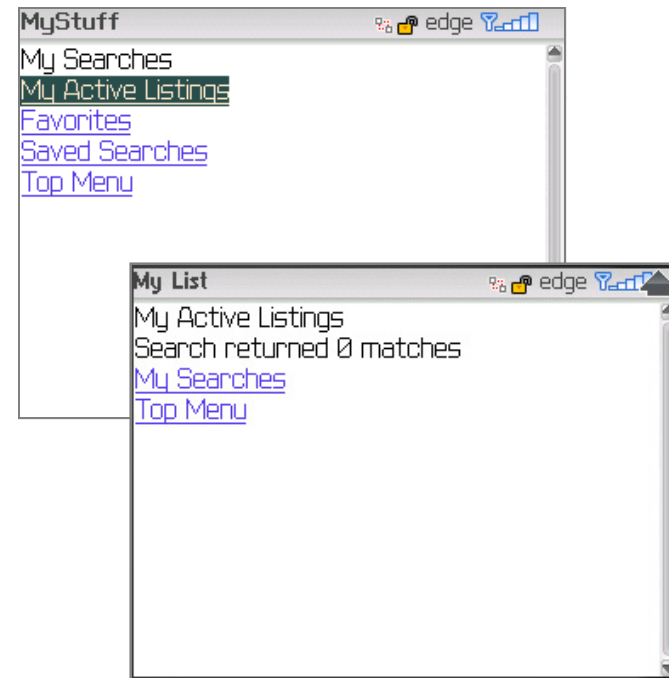 MyStuff edge
My Searches
My Active Listings
Favorites
Saved Searches
Top Menu
My List edge
My Active Listings
Search returned 0 matches
My Searches
Top Menu